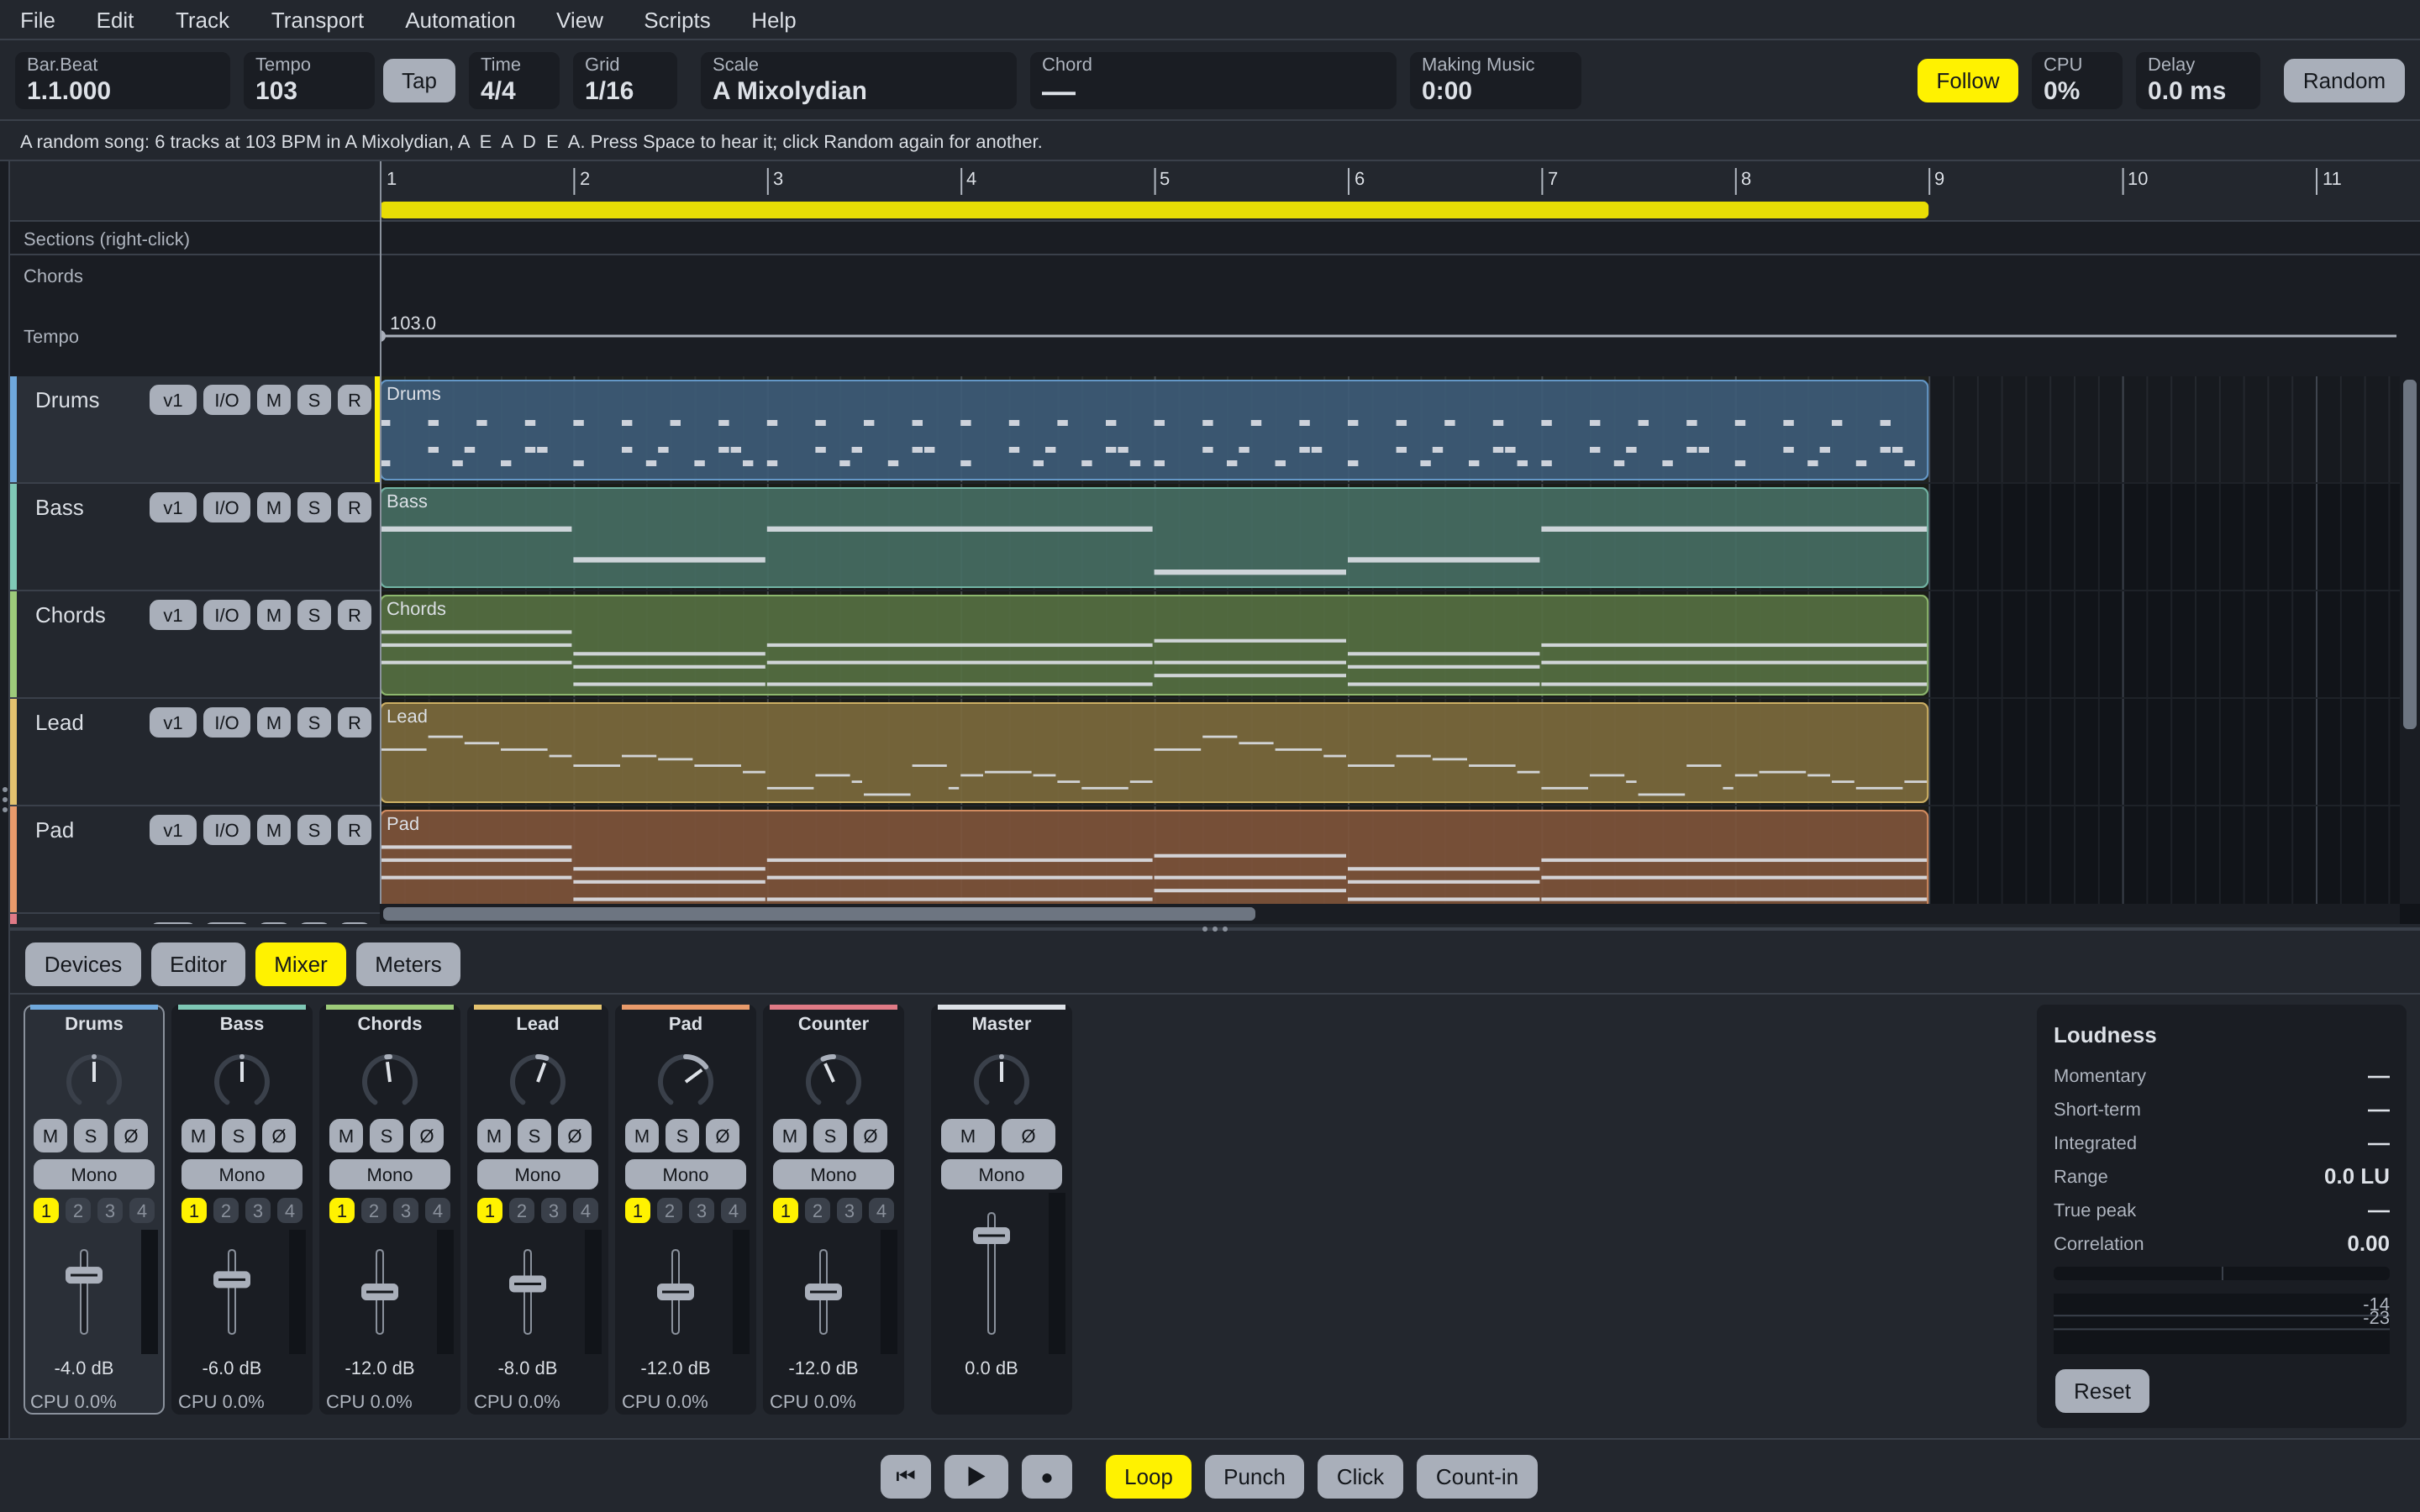 File Edit Track Transport Automation View Scripts Help
Bar.Beat Tempo Time Grid Scale Chord Making Music CPU Delay
1.1.000 103 Tap 4/4 1/16 A Mixolydian — 0:00 Follow 0% 0.0 ms Random
A random song: 6 tracks at 103 BPM in A Mixolydian, A E A D E A. Press Space to hear it; click Random again for another.
1 2 3 4 5 6 7 8 9 10 11
Sections (right-click)
Chords
103.0
Tempo
Drums v1 I/O M S R Drums
Bass v1 I/O M S R Bass
Chords v1 I/O M S R Chords
Lead v1 I/O M S R Lead
Pad v1 I/O M S R Pad
Devices Editor Mixer Meters
Drums Bass Chords Lead Pad Counter Master
M S Ø M S Ø M S Ø M S Ø M S Ø M S Ø M Ø
Mono Mono Mono Mono Mono Mono Mono
1 2 3 4 1 2 3 4 1 2 3 4 1 2 3 4 1 2 3 4 1 2 3 4
-4.0 dB -6.0 dB -12.0 dB -8.0 dB -12.0 dB -12.0 dB 0.0 dB
CPU 0.0% CPU 0.0% CPU 0.0% CPU 0.0% CPU 0.0% CPU 0.0%
Loudness
Momentary —
Short-term —
Integrated —
Range 0.0 LU
True peak —
Correlation 0.00
-14
-23
Reset
Loop Punch Click Count-in